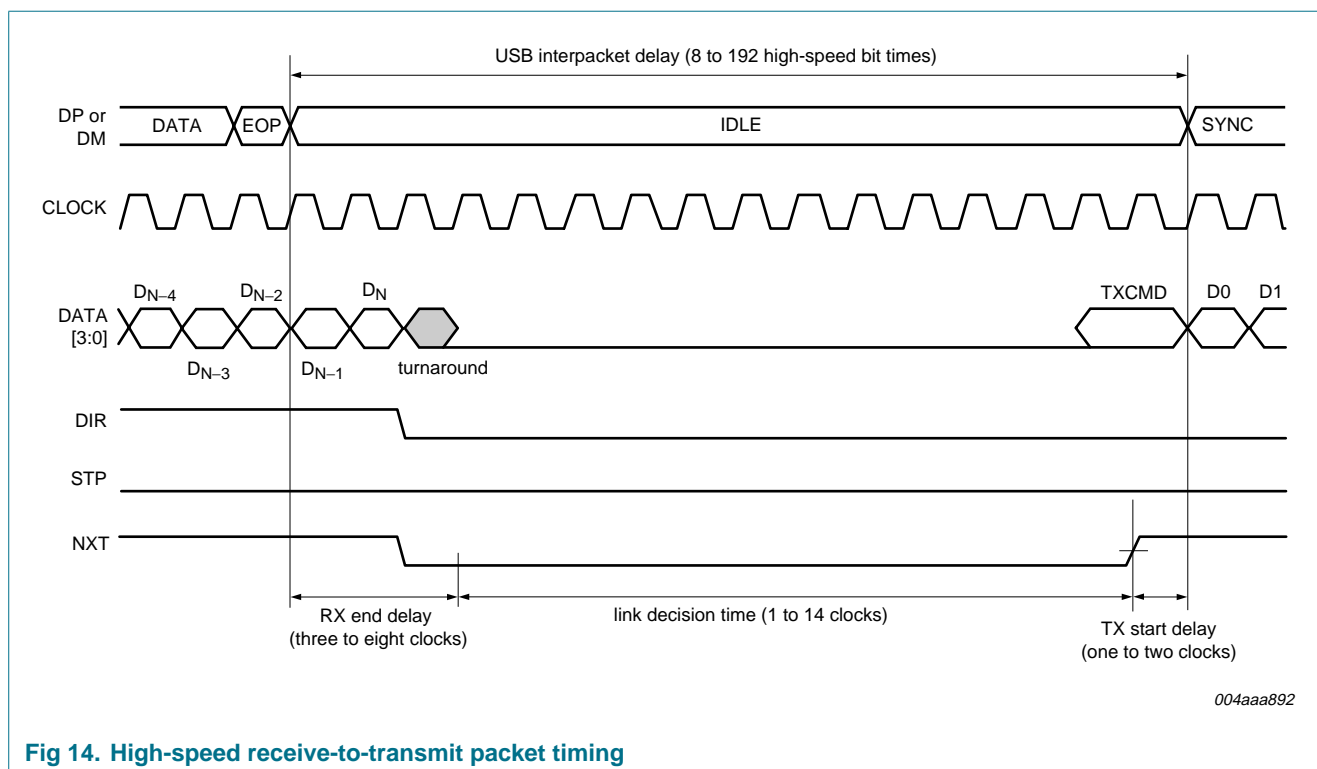 USB interpacket delay (8 to 192 high-speed bit times)
DP or
DM
DATA
EOP
IDLE
SYNC
CLOCK
DN–4
DN–2
DN
TXCMD
D0
D1
DATA
[3:0]
DN–3
DN–1
turnaround
DIR
STP
NXT
RX end delay
(three to eight clocks)
link decision time (1 to 14 clocks)
TX start delay
(one to two clocks)
004aaa892
Fig 14. High-speed receive-to-transmit packet timing